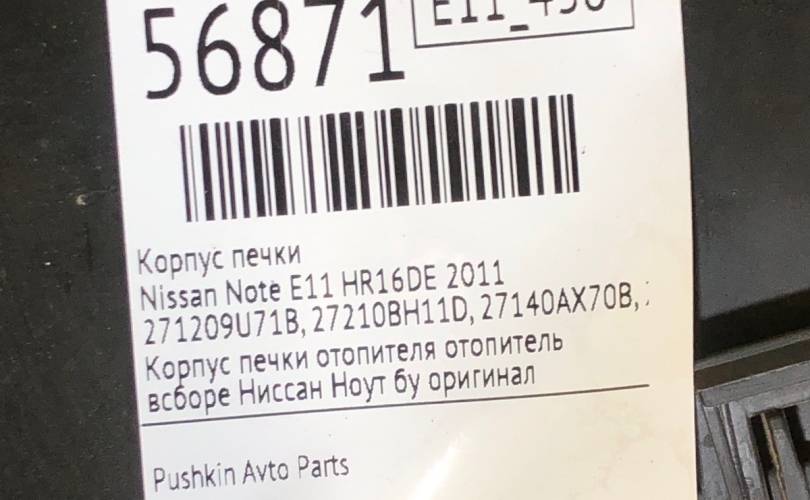 56871
Корпус печки
Nissan Note E11 HR16DE 2011
271209U71B, 27210BH11D, 27140AX70B,
Корпус печки отопителя отопитель
всборе Ниссан Ноут бу оригинал
Pushkin Avto Parts